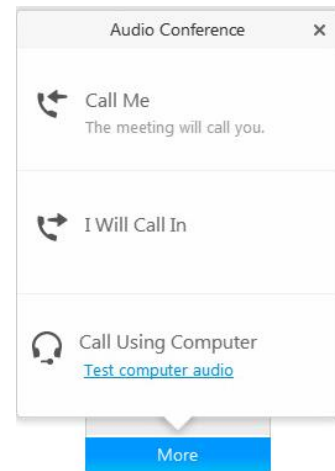 Audio Conference
Call Me
The meeting will call you.
I Will Call In
Call Using Computer
Test computer audio
More